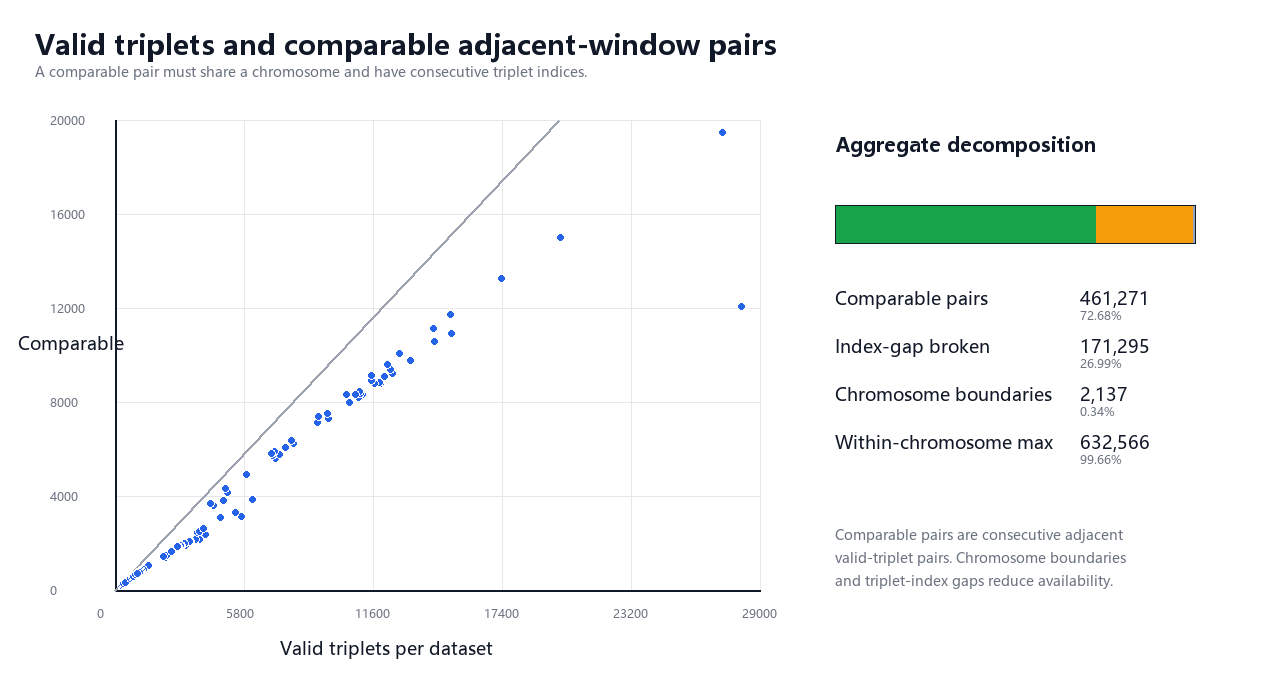 Valid triplets and comparable adjacent-window pairs
A comparable pair must share a chromosome and have consecutive triplet indices.
20000
16000
12000
Comparable
8000
4000
0
0 5800 11600 17400 23200 29000
Valid triplets per dataset
Aggregate decomposition
Comparable pairs 461,271
72.68%
Index-gap broken 171,295
26.99%
Chromosome boundaries 2,137
0.34%
Within-chromosome max 632,566
99.66%
Comparable pairs are consecutive adjacent
valid-triplet pairs. Chromosome boundaries
and triplet-index gaps reduce availability.